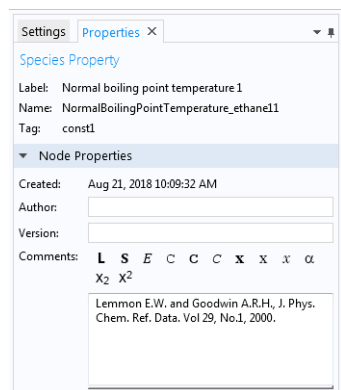 Settings Properties ×
Species Property
Label: Normal boiling point temperature 1
Name: NormalBoilingPointTemperature_ethane11
Tag: const1
Node Properties
Created: Aug 21, 2018 10:09:32 AM
Author:
Version:
Comments: L S E C C C x x x α
x₂ x²
Lemmon E.W. and Goodwin A.R.H., J. Phys.
Chem. Ref. Data. Vol 29, No.1, 2000.